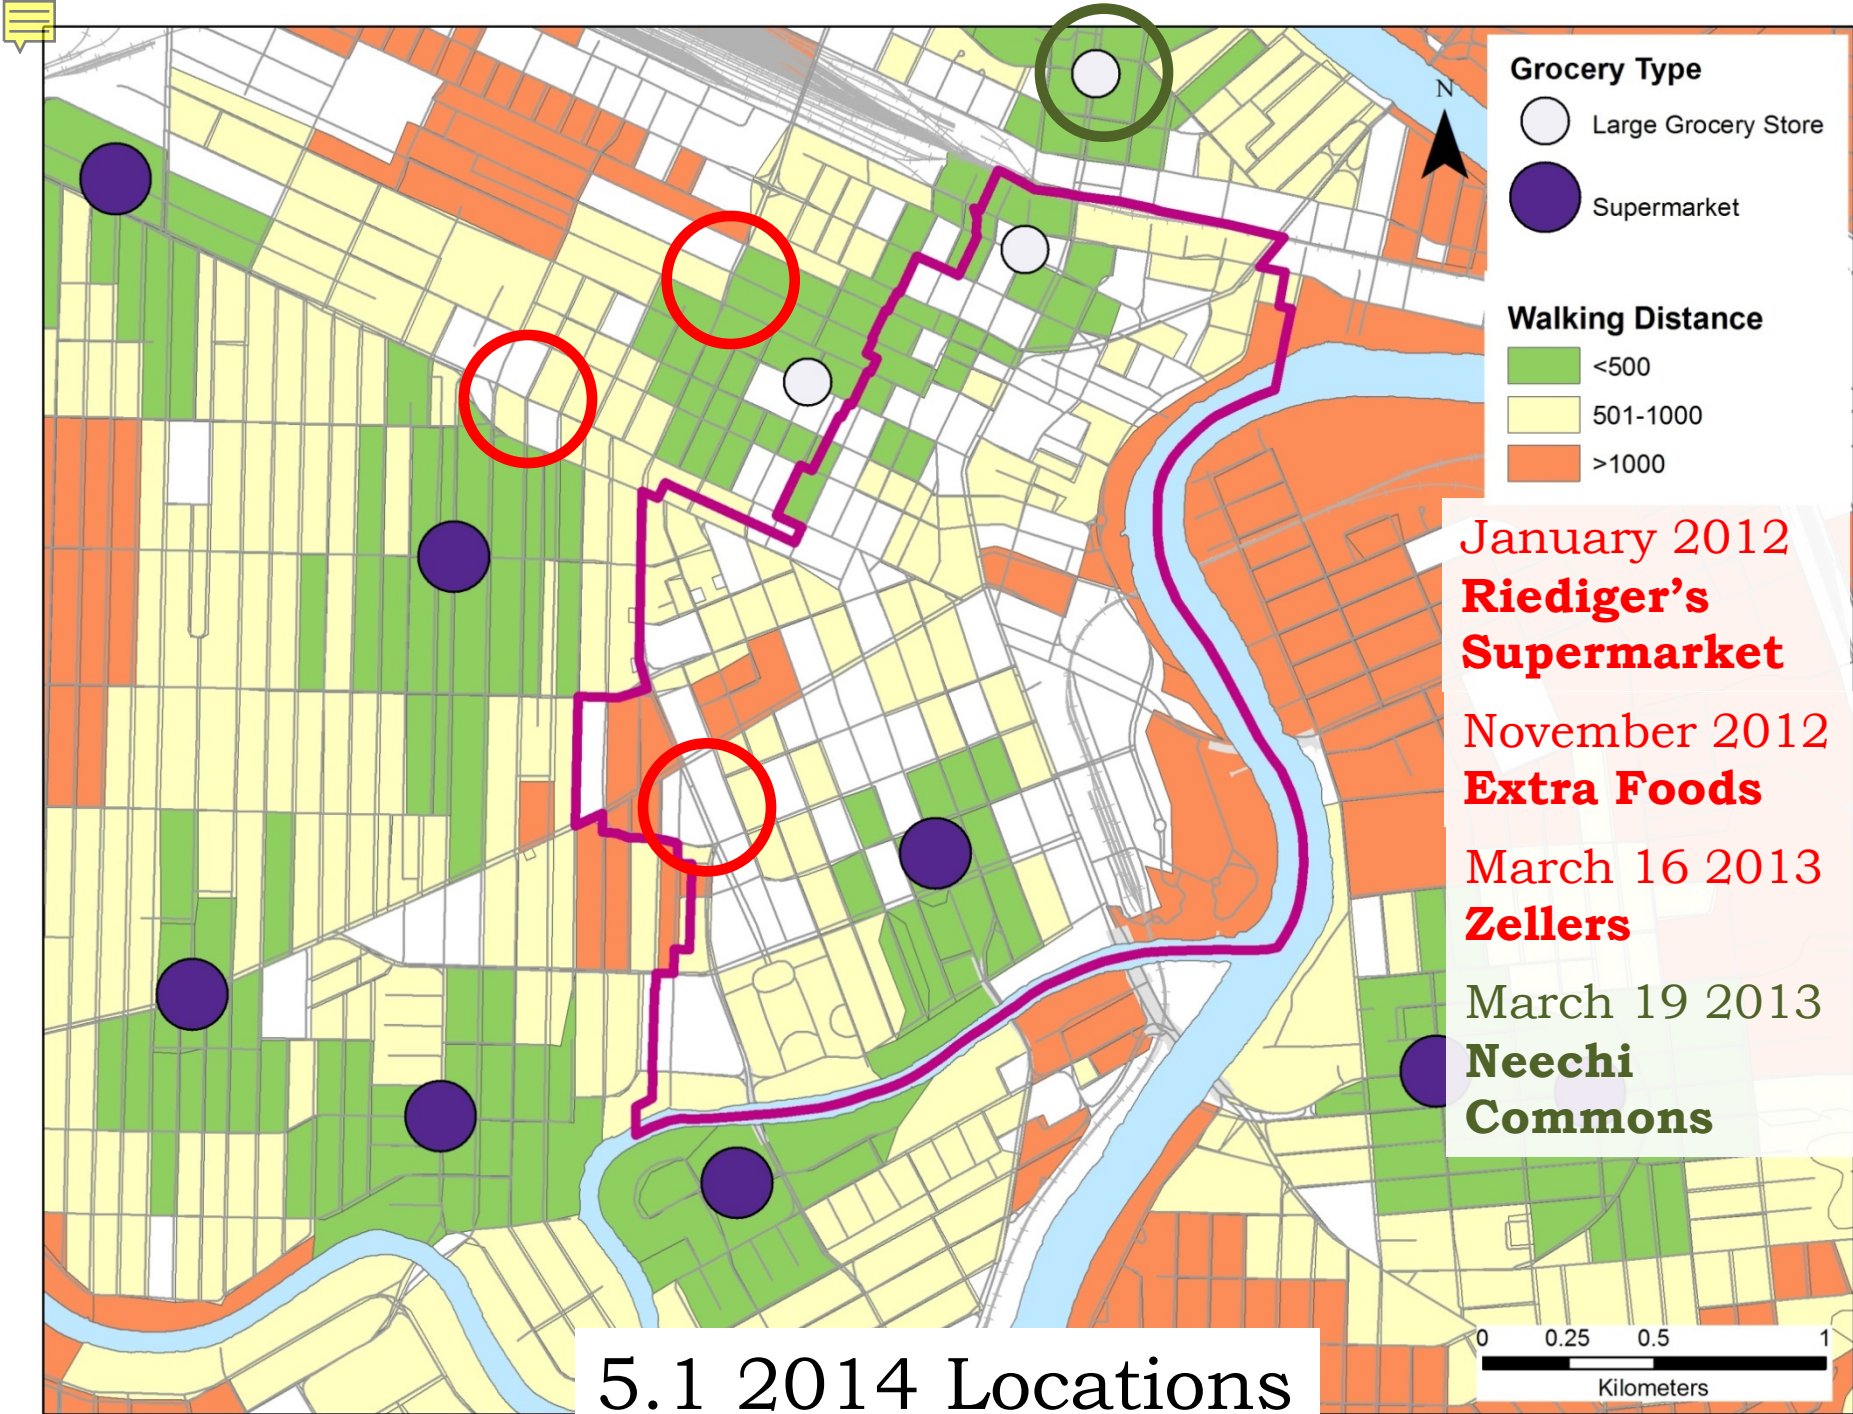 N
Grocery Type
Large Grocery Store
Supermarket
Walking Distance
<500
501-1000
>1000
January 2012
Riediger’s
Supermarket
November 2012
Extra Foods
March 16 2013
Zellers
March 19 2013
Neechi
Commons
0 0.25 0.5 1
Kilometers
5.1 2014 Locations